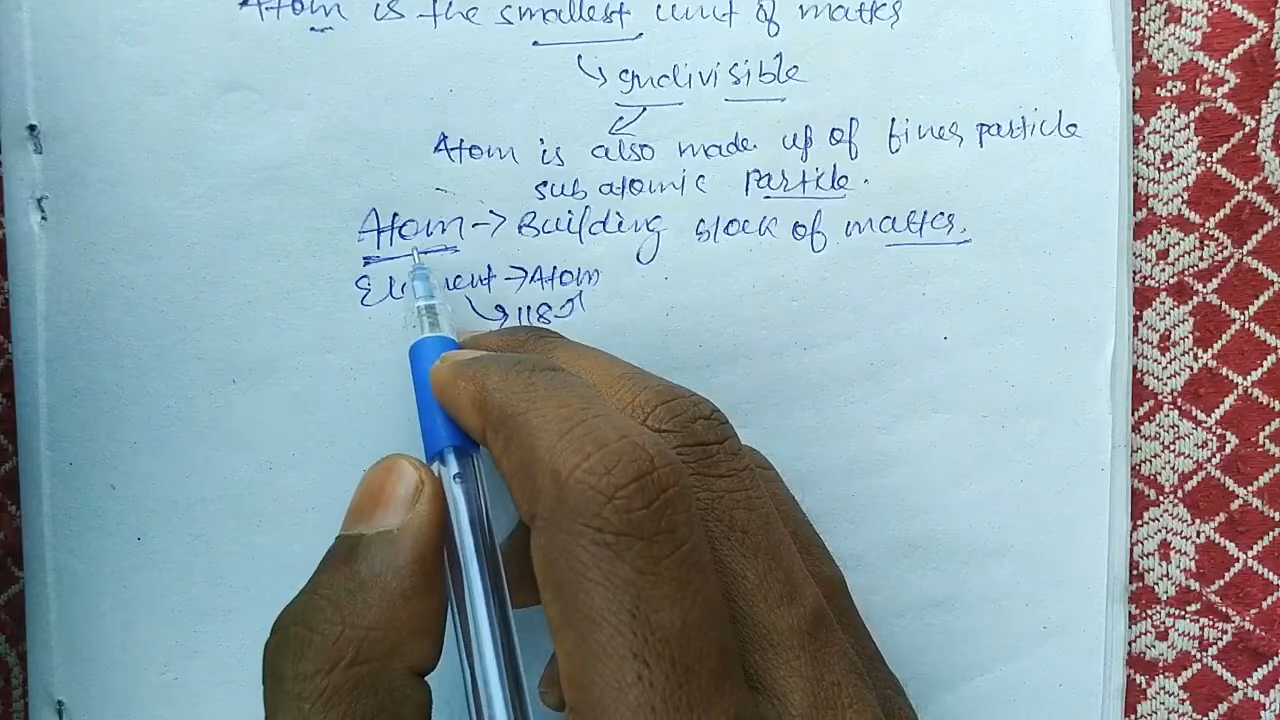 Atom is the smallest unit of matter
↳ indivisible
Atom is also made up of finer particle
sub atomic particle.
Atom → Building block of matter.
Element → Atom
↳ 118